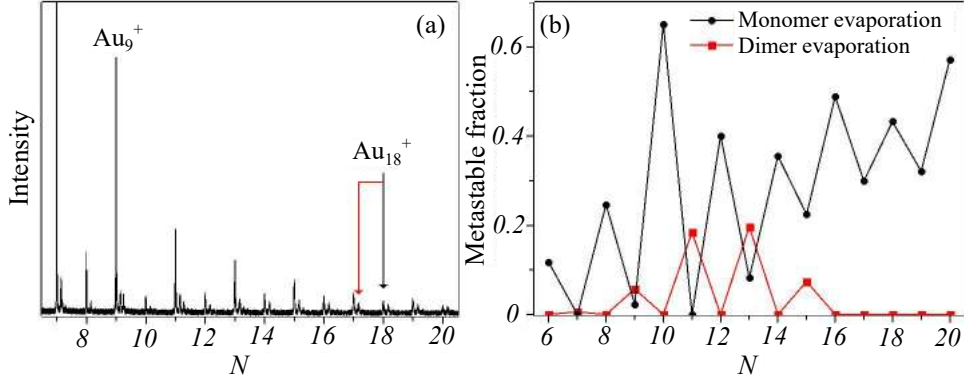 Au₉⁺
(a)
Au₁₈⁺
Intensity
8 10 12 14 16 18 20
N
(b)
Monomer evaporation
Dimer evaporation
0.6
0.4
0.2
0
Metastable fraction
6 8 10 12 14 16 18 20
N